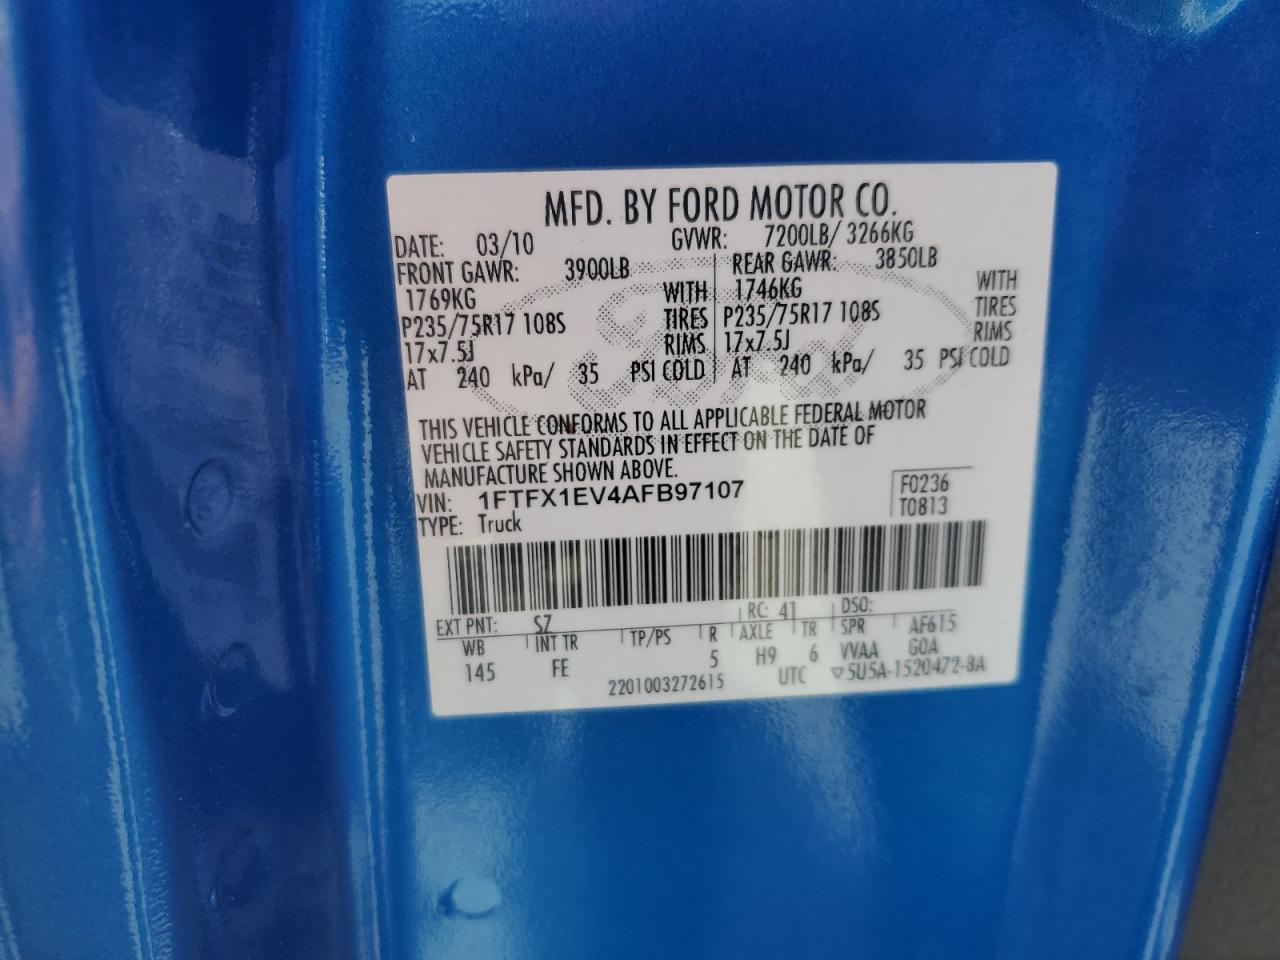 MFD. BY FORD MOTOR CO.
DATE: 03/10 GVWR: 7200LB/ 3266KG
FRONT GAWR: 3900LB REAR GAWR: 3850LB
1769KG WITH 1746KG WITH
P235/75R17 108S TIRES P235/75R17 108S TIRES
17x7.5J RIMS 17x7.5J RIMS
AT 240 kPa/ 35 PSI COLD AT 240 kPa/ 35 PSI COLD
THIS VEHICLE CONFORMS TO ALL APPLICABLE FEDERAL MOTOR
VEHICLE SAFETY STANDARDS IN EFFECT ON THE DATE OF
MANUFACTURE SHOWN ABOVE.
VIN: 1FTFX1EV4AFB97107 F0236
TYPE: Truck T0813
EXT PNT: SZ RC: 41 DSO:
WB INT TR TP/PS R AXLE TR SPR AF615
145 FE 5 H9 6 VVAA GOA
2201003272615 UTC ▽5U5A-1520472-BA